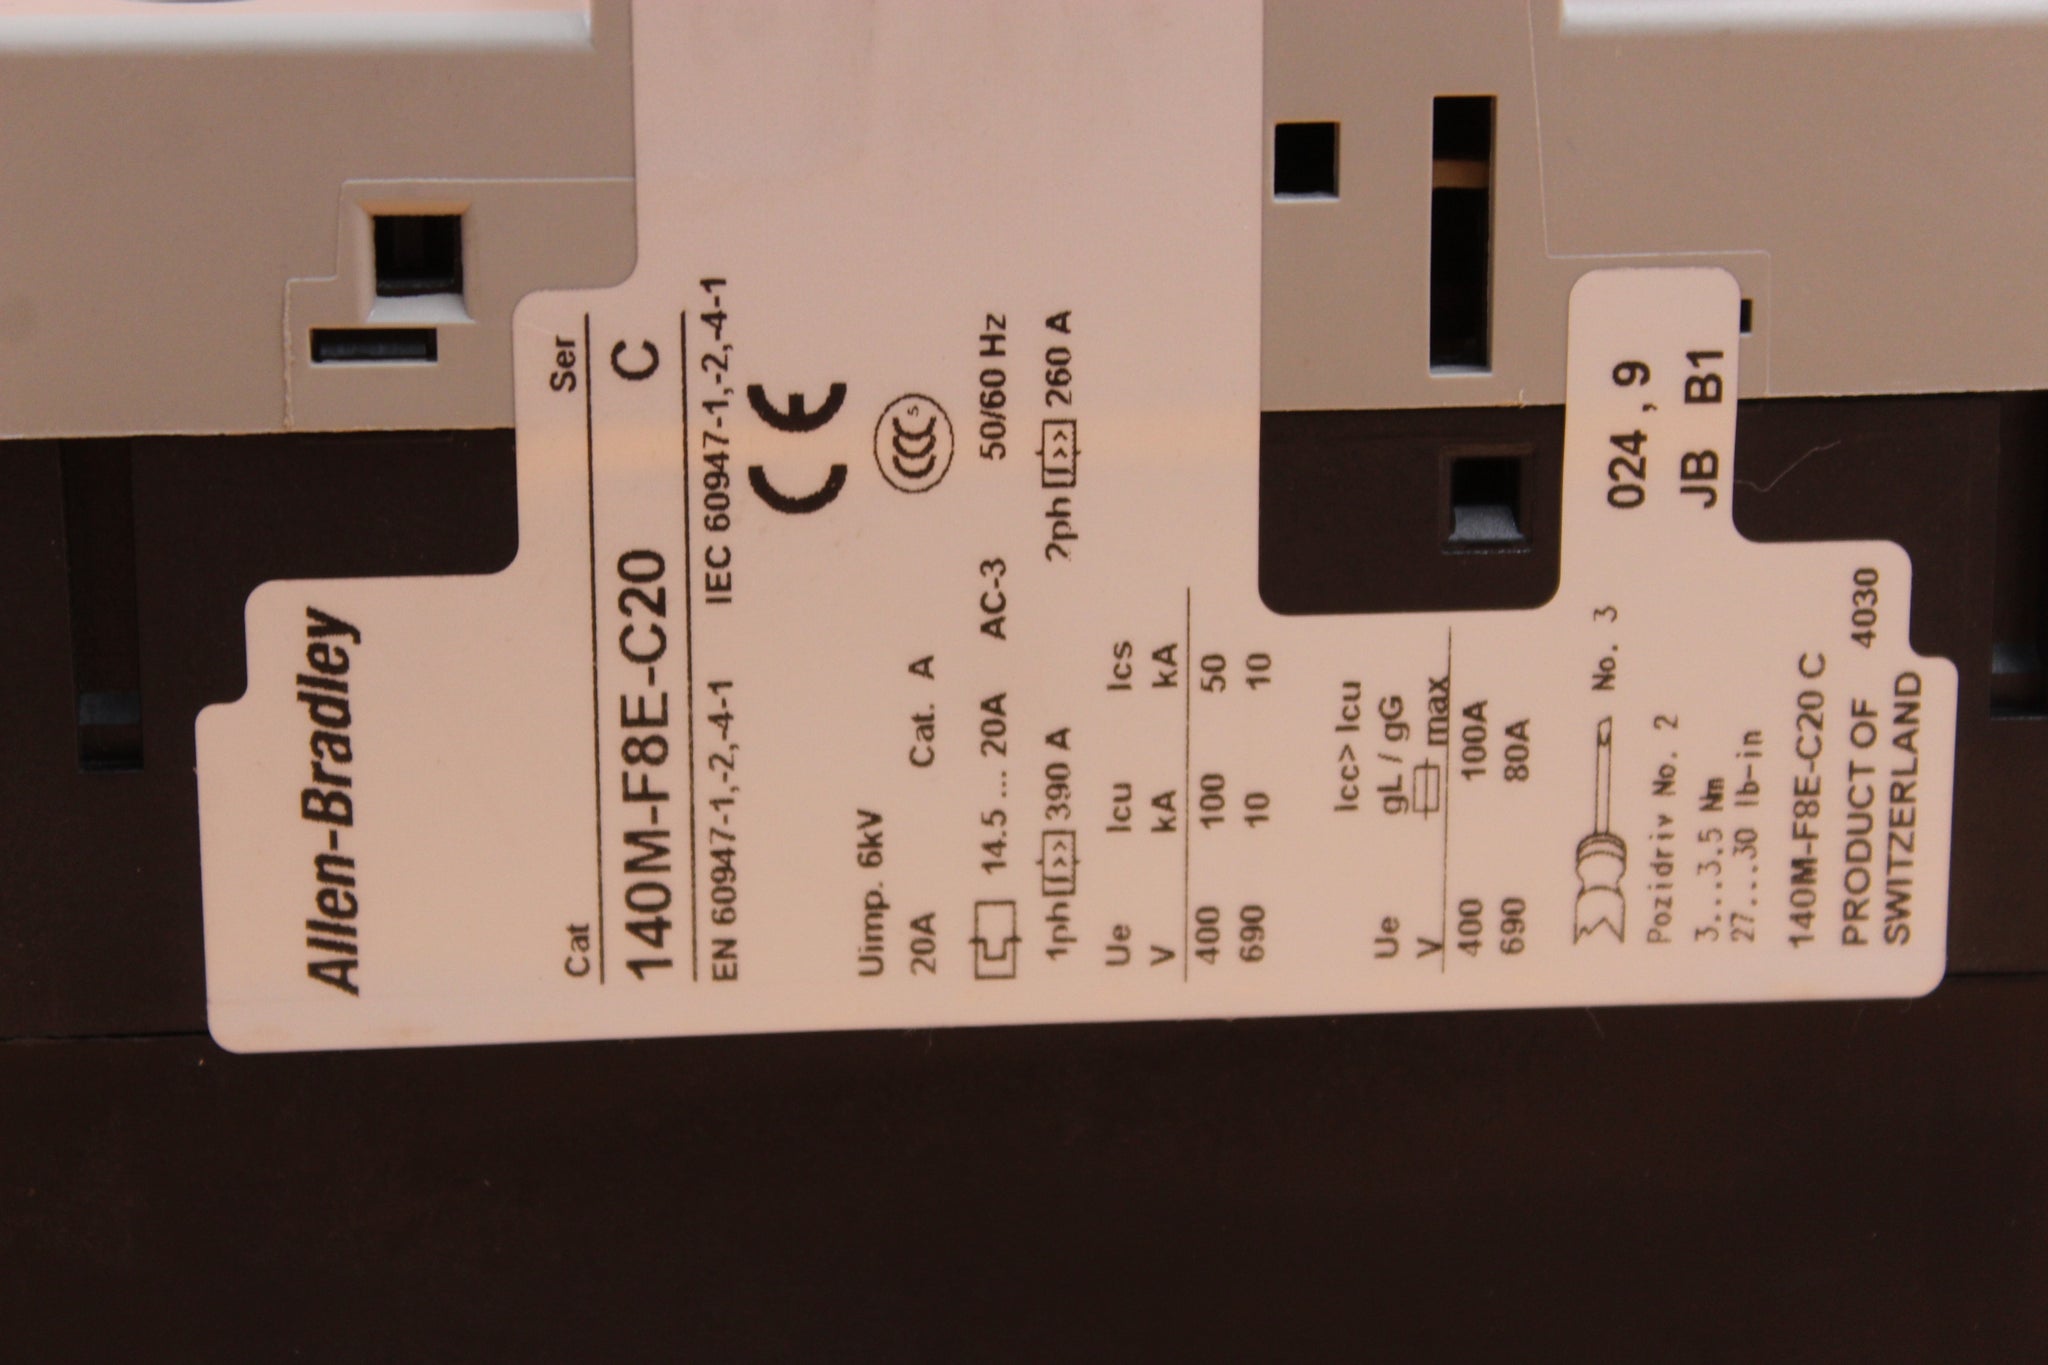 Allen-Bradley
Cat Ser
140M-F8E-C20 C
EN 60947-1,-2,-4-1 IEC 60947-1,-2,-4-1
CE
Uimp. 6kV
CCC S
20A Cat. A
14.5 ... 20A AC-3 50/60 Hz
1ph I>> 390 A ?ph I>> 260 A
Ue Icu Ics
V kA kA
400 100 50
690 10 10
Icc> Icu
Ue gL / gG
V max
400 100A
690 80A
No. 3
024,9
Pozidriv No. 2
JB B1
3...3.5 Nm
27...30 lb-in
140M-F8E-C20 C
PRODUCT OF 4030
SWITZERLAND